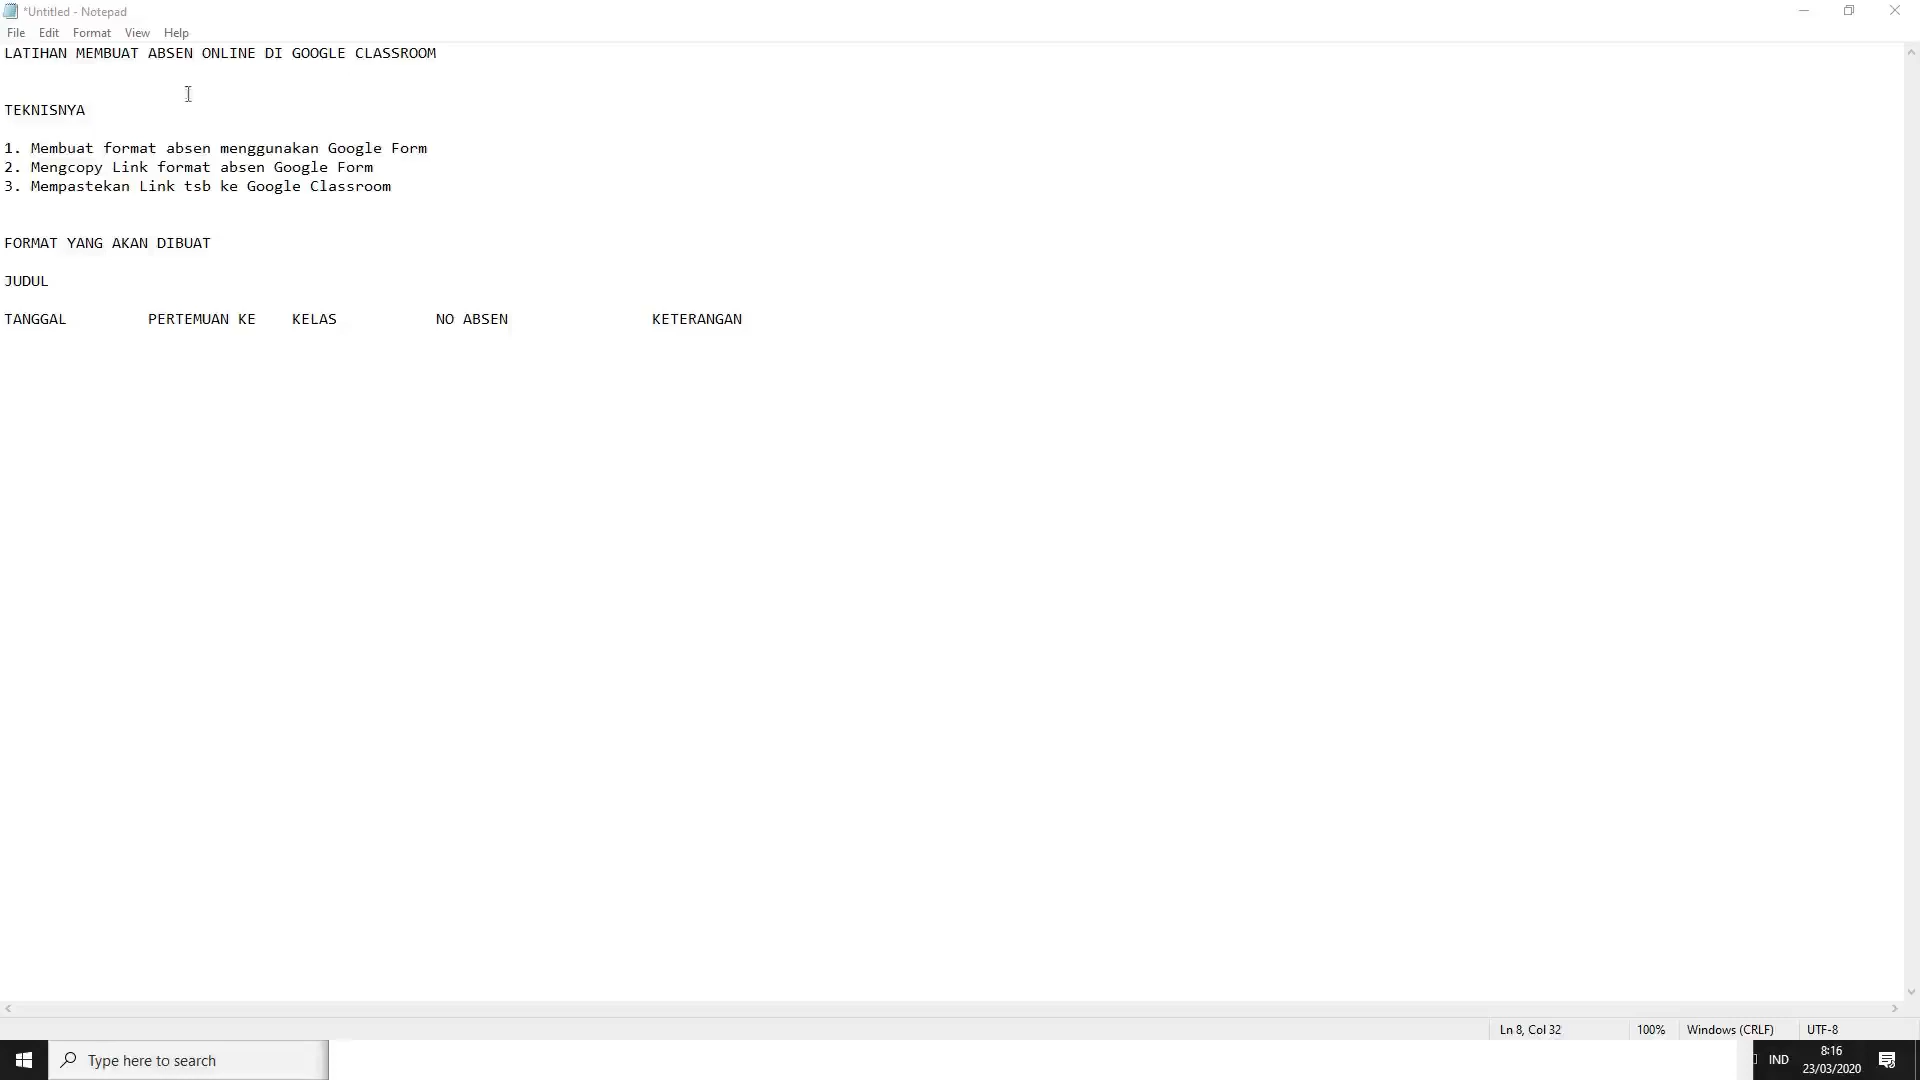 *Untitled - Notepad
File Edit Format View Help
LATIHAN MEMBUAT ABSEN ONLINE DI GOOGLE CLASSROOM
TEKNISNYA
1. Membuat format absen menggunakan Google Form
2. Mengcopy Link format absen Google Form
3. Mempastekan Link tsb ke Google Classroom
FORMAT YANG AKAN DIBUAT
JUDUL
TANGGAL PERTEMUAN KE KELAS NO ABSEN KETERANGAN
Ln 8, Col 32 100% Windows (CRLF) UTF-8
Type here to search IND 8:16
23/03/2020